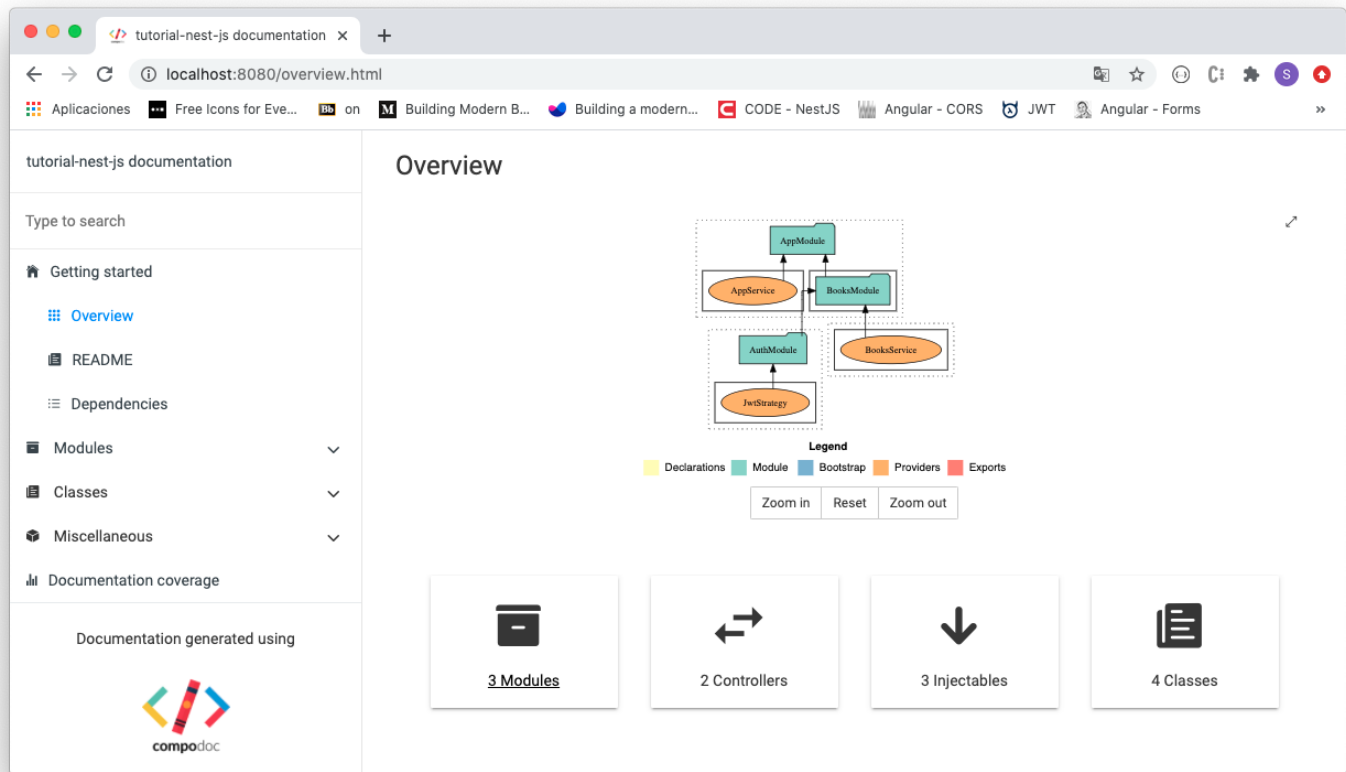 tutorial-nest-js documentation
localhost:8080/overview.html
S
Aplicaciones Free Icons for Eve... Bb on M Building Modern B... Building a modern... CODE - NestJS Angular - CORS JWT Angular - Forms »
tutorial-nest-js documentation
Type to search
Getting started
Overview
README
Dependencies
Modules
Classes
Miscellaneous
Documentation coverage
Documentation generated using
compodoc
Overview
AppModule
AppService
BooksModule
AuthModule
BooksService
JwtStrategy
Legend
Declarations Module Bootstrap Providers Exports
Zoom in Reset Zoom out
3 Modules
2 Controllers
3 Injectables
4 Classes